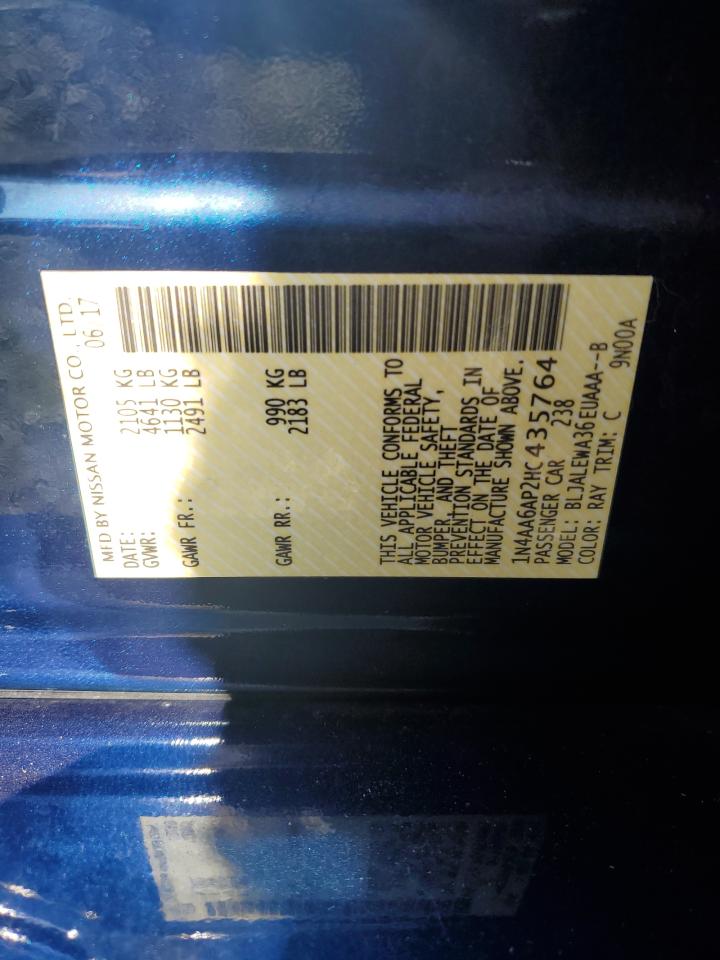 MFD BY NISSAN MOTOR CO., LTD.
DATE: 06 17
GVWR: 2105 KG
4641 LB
GAWR FR.: 1130 KG
2491 LB
GAWR RR.: 990 KG
2183 LB
THIS VEHICLE CONFORMS TO
ALL APPLICABLE FEDERAL
MOTOR VEHICLE SAFETY,
BUMPER, AND THEFT
PREVENTION STANDARDS IN
EFFECT ON THE DATE OF
MANUFACTURE SHOWN ABOVE.
1N4AA6AP2HC435764
PASSENGER CAR 238
MODEL: BLJALEWA36EUAAA--B
COLOR: RAY TRIM: C 9N00A